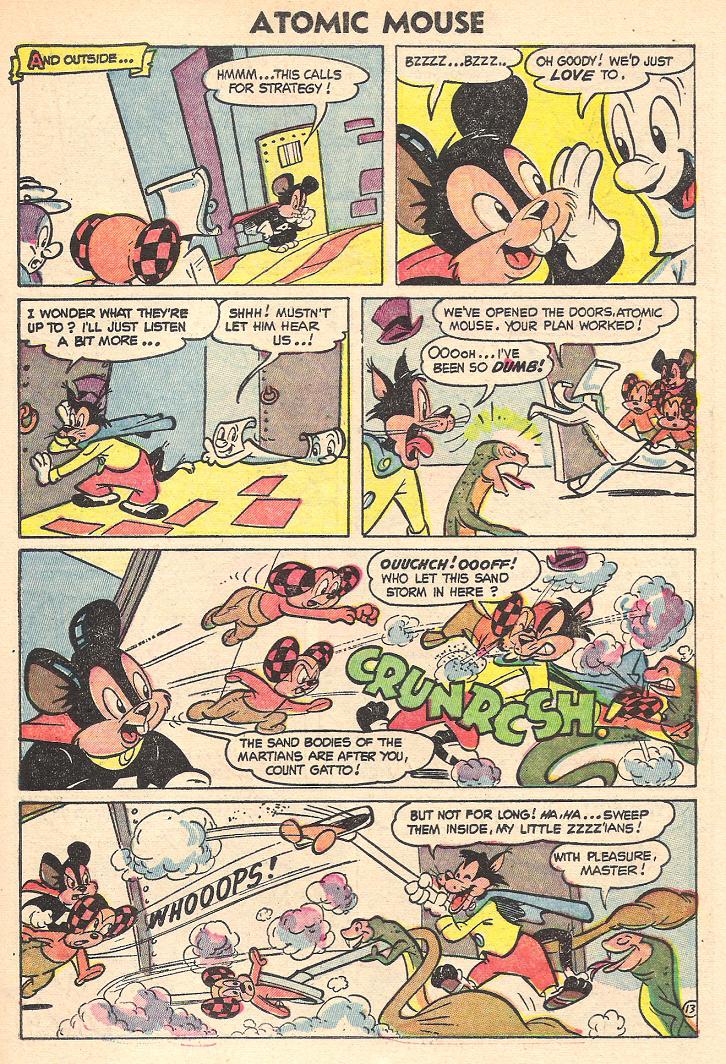 ATOMIC MOUSE
AND OUTSIDE...
HMMM...THIS CALLS
FOR STRATEGY!
BZZZZ...BZZZ..
OH GOODY! WE'D JUST
LOVE TO.
I WONDER WHAT THEY'RE
UP TO? I'LL JUST LISTEN
A BIT MORE...
SHHH! MUSTN'T
LET HIM HEAR
US..!
WE'VE OPENED THE DOORS, ATOMIC
MOUSE. YOUR PLAN WORKED!
OOOOH...I'VE
BEEN SO DUMB!
OUUCHCH! OOOFF!
WHO LET THIS SAND
STORM IN HERE?
CRUNRCSH!
THE SAND BODIES OF THE
MARTIANS ARE AFTER YOU,
COUNT GATTO!
BUT NOT FOR LONG! HA,HA...SWEEP
THEM INSIDE, MY LITTLE ZZZZ'IANS!
WITH PLEASURE,
MASTER!
WHOOOPS!
13